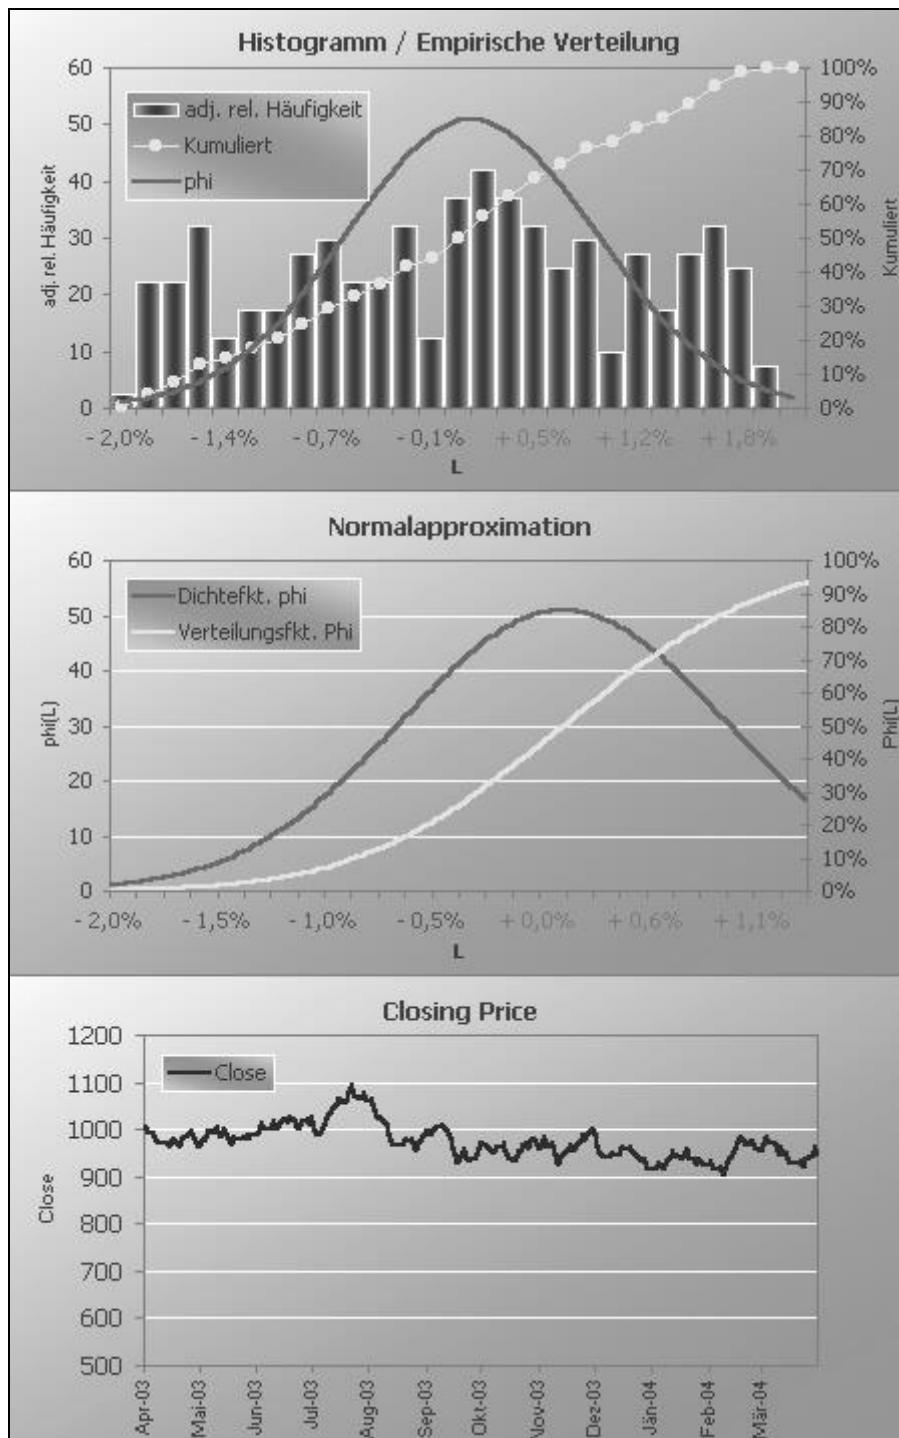 Histogramm / Empirische Verteilung
60 100%
90%
50 80%
40 70%
60%
30 50%
40%
20 30%
10 20%
10%
0 0%
adj. rel. Häufigkeit
Kumuliert
phi
adj. rel. Häufigkeit
Kumuliert
- 2,0% - 1,4% - 0,7% - 0,1% + 0,5% + 1,2% + 1,8%
L
Normalapproximation
60 100%
90%
50 80%
40 70%
60%
30 50%
40%
20 30%
10 20%
10%
0 0%
Dichtefkt. phi
Verteilungsfkt. Phi
phi(L)
Phi(L)
- 2,0% - 1,5% - 1,0% - 0,5% + 0,0% + 0,6% + 1,1%
L
Closing Price
1200
1100
1000
900
800
700
600
500
Close
Close
Apr-03 Mai-03 Jun-03 Jul-03 Aug-03 Sep-03 Okt-03 Nov-03 Dez-03 Jän-04 Feb-04 Mär-04